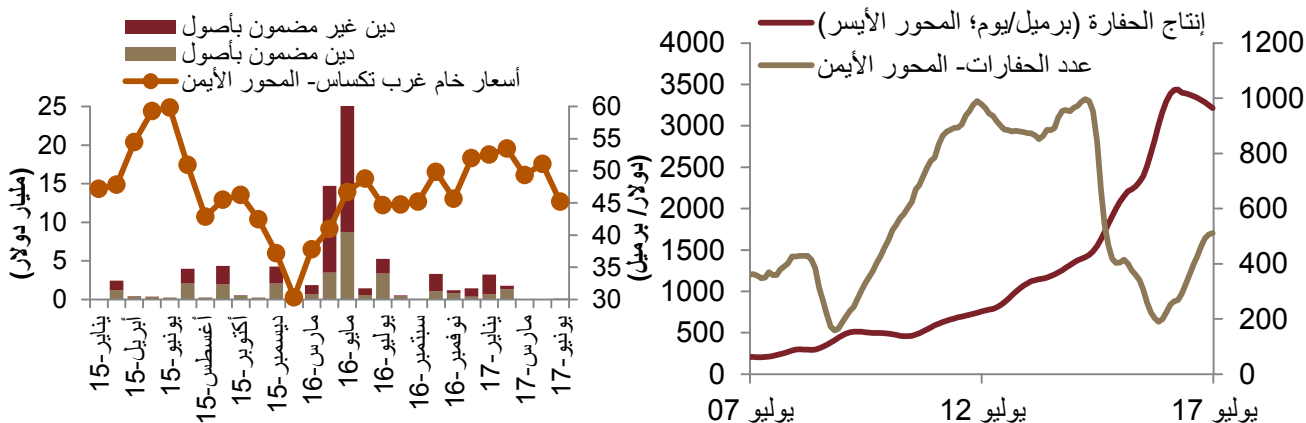 دين غير مضمون بأصول
دين مضمون بأصول
أسعار خام غرب تكساس- المحور الأيمن
25
20
15
10
5
0
(مليار دولار)
60
55
50
45
40
35
30
(دولار/ برميل)
يناير-15
أبريل-15
يونيو-15
أغسطس-15
أكتوبر-15
ديسمبر-15
مارس-16
مايو-16
يوليو-16
سبتمبر-16
نوفمبر-16
يناير-17
مارس-17
يونيو-17
إنتاج الحفارة (برميل/يوم؛ المحور الأيسر)
عدد الحفارات- المحور الأيمن
4000
3500
3000
2500
2000
1500
1000
500
0
1200
1000
800
600
400
200
0
يوليو 07
يوليو 12
يوليو 17